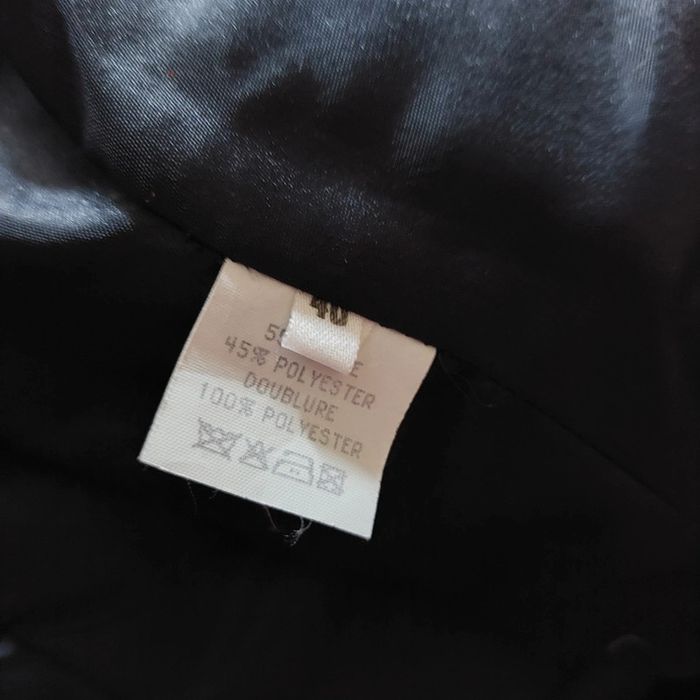 40
45% POLYESTER
DOUBLURE
100% POLYESTER